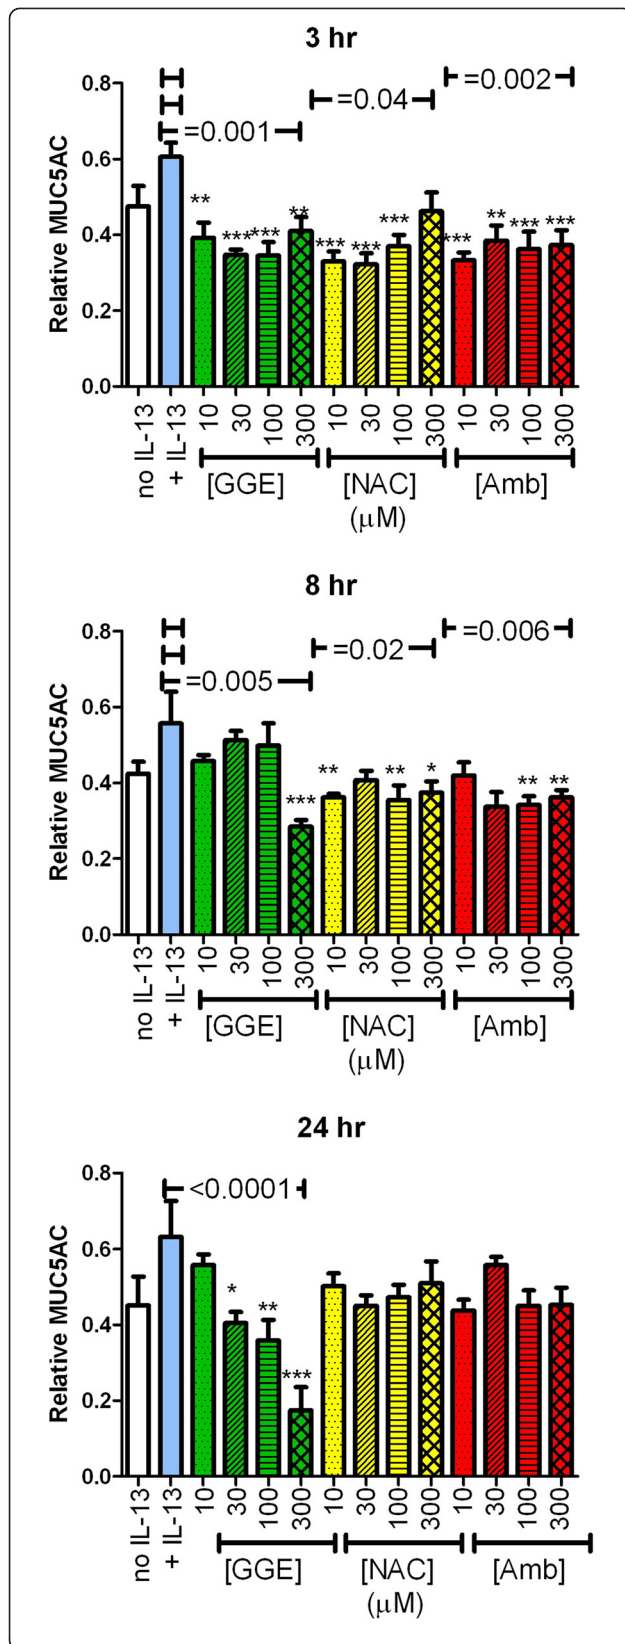 3 hr
Relative MUC5AC
0.8
0.6
0.4
0.2
0.0
=0.001
=0.04
=0.002
** *** *** ** *** *** *** *** ** *** ***
no IL-13 + IL-13 10 30 100 300 10 30 100 300 10 30 100 300
[GGE] [NAC] [Amb]
(μM)
8 hr
Relative MUC5AC
0.8
0.6
0.4
0.2
0.0
=0.005
=0.02
=0.006
*** ** ** * ** **
no IL-13 + IL-13 10 30 100 300 10 30 100 300 10 30 100 300
[GGE] [NAC] [Amb]
(μM)
24 hr
Relative MUC5AC
0.8
0.6
0.4
0.2
0.0
<0.0001
* ** ***
no IL-13 + IL-13 10 30 100 300 10 30 100 300 10 30 100 300
[GGE] [NAC] [Amb]
(μM)